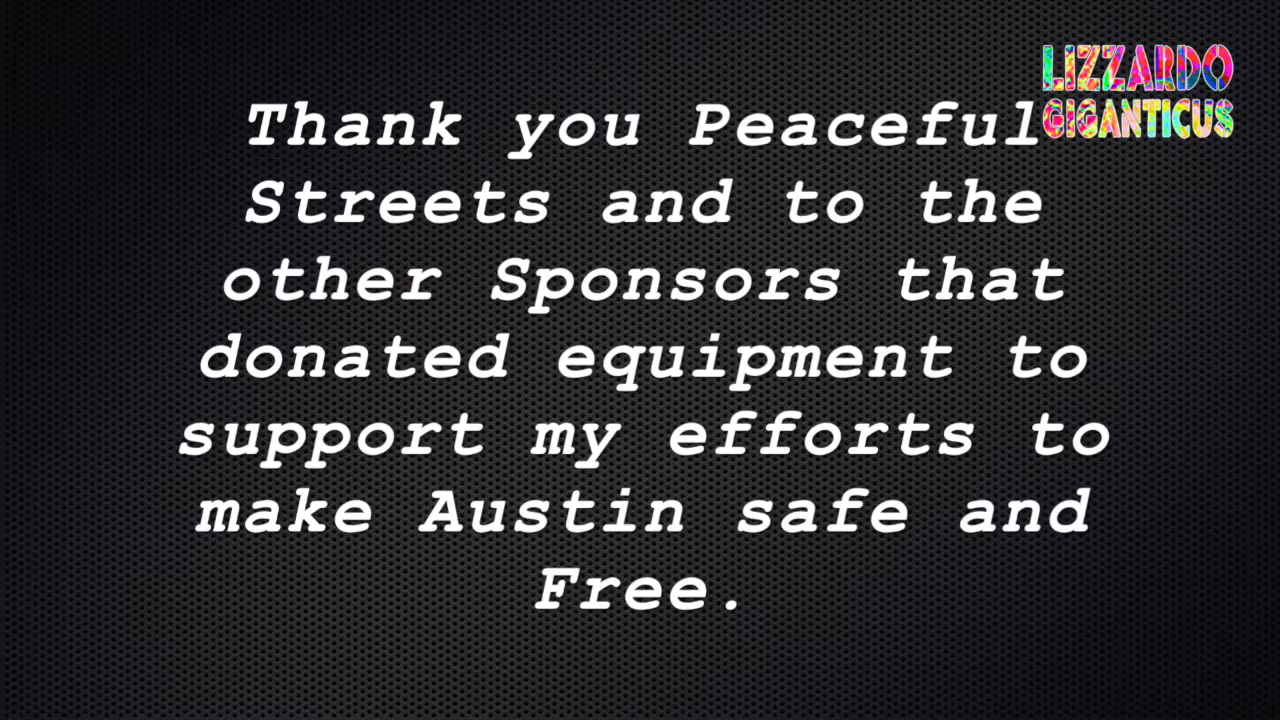 LIZZARDO
GIGANTICUS
Thank you Peaceful
Streets and to the
other Sponsors that
donated equipment to
support my efforts to
make Austin safe and
Free.